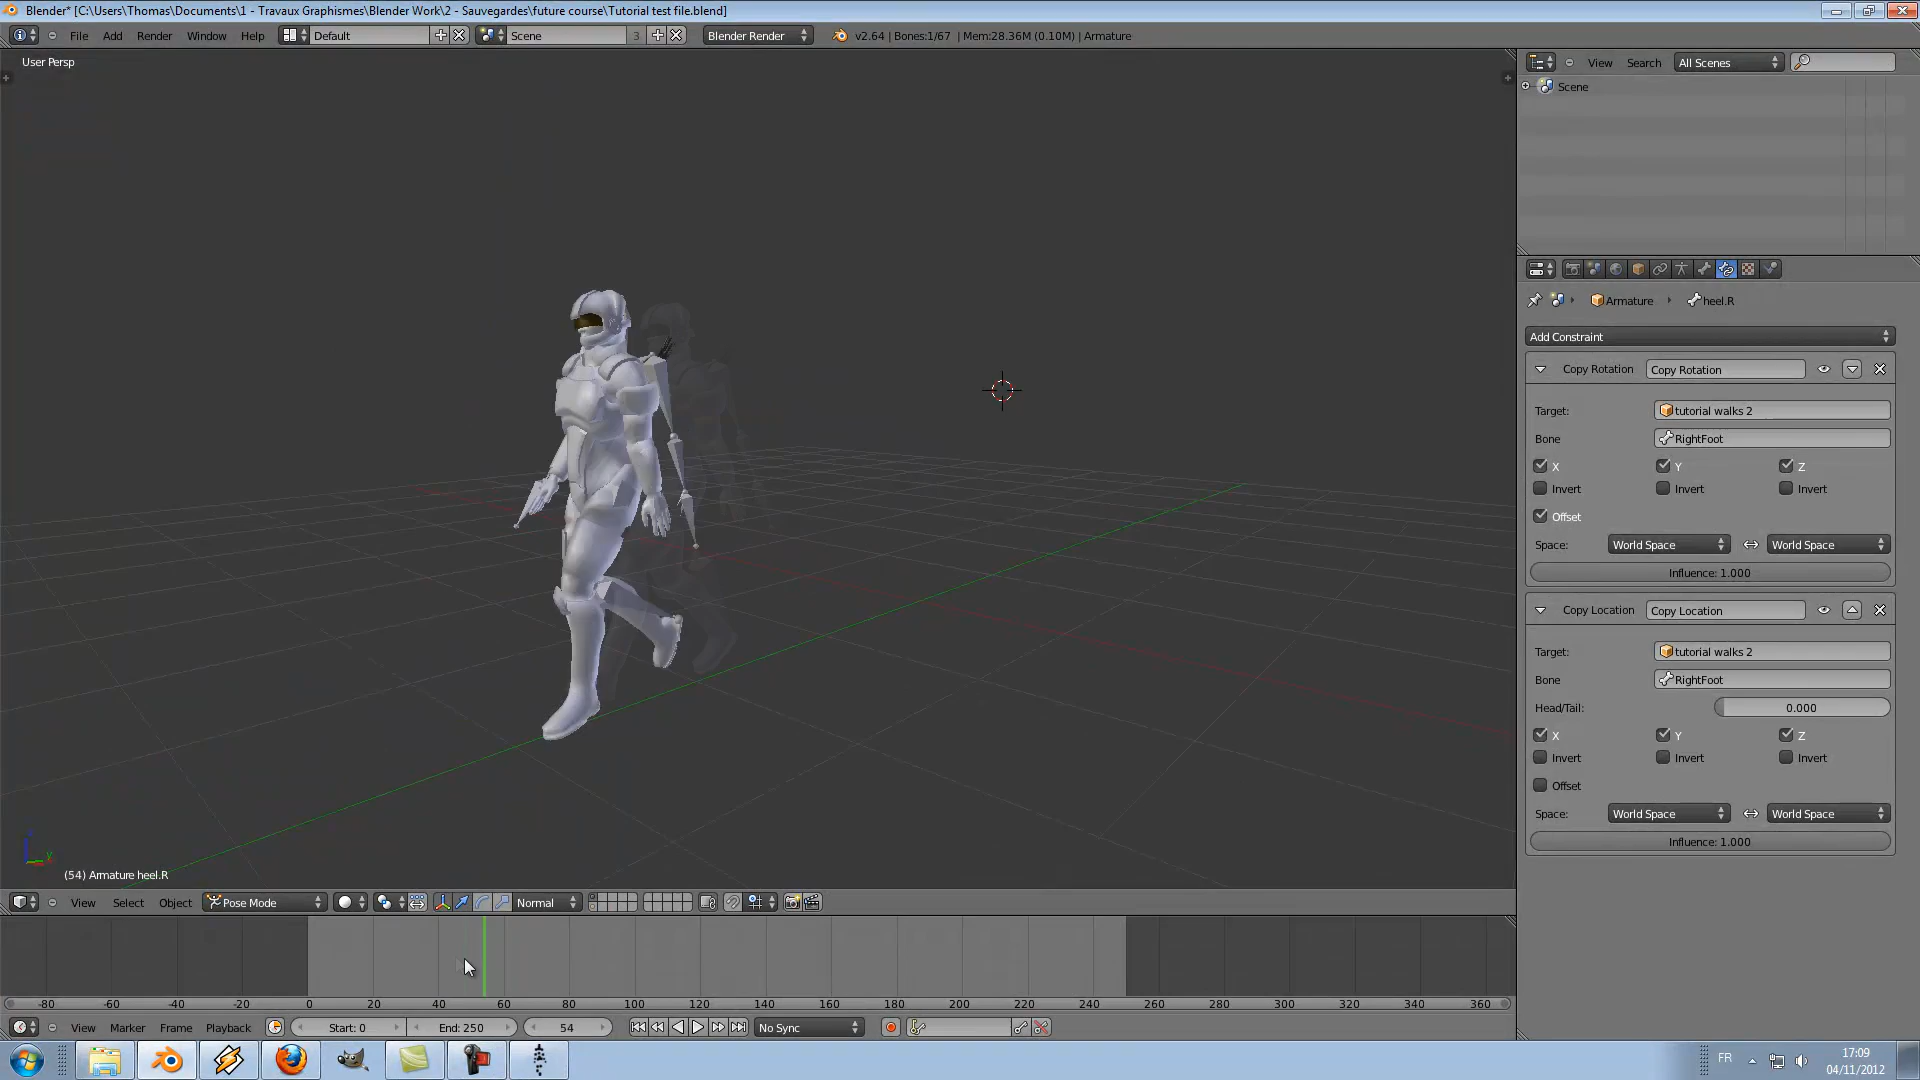 Blender* [C:\Users\Thomas\Documents\1 - Travaux Graphismes\Blender Work\2 - Sauvegardes\future course\Tutorial test file.blend]
File Add Render Window Help Default Scene 3 Blender Render v2.64 | Bones:1/67 | Mem:28.36M (0.10M) | Armature
User Persp
View Search All Scenes
Scene
Armature heel.R
Add Constraint
Copy Rotation Copy Rotation
Target: tutorial walks 2
Bone RightFoot
X Y Z
Invert Invert Invert
Offset
Space: World Space World Space
Influence: 1.000
Copy Location Copy Location
Target: tutorial walks 2
Bone RightFoot
Head/Tail: 0.000
X Y Z
Invert Invert Invert
Offset
Space: World Space World Space
Influence: 1.000
y
(54) Armature heel.R
View Select Object Pose Mode Normal
-80 -60 -40 -20 0 20 40 60 80 100 120 140 160 180 200 220 240 260 280 300 320 340 360
View Marker Frame Playback Start: 0 End: 250 54 No Sync
FR 17:09
04/11/2012